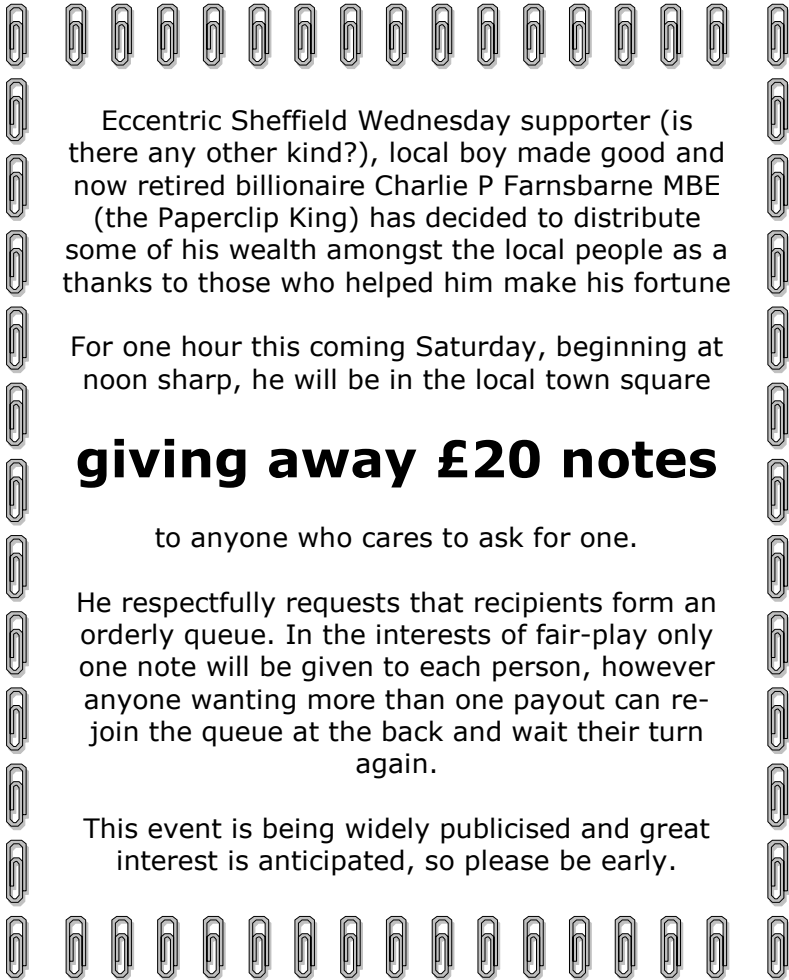 Eccentric Sheffield Wednesday supporter (is
there any other kind?), local boy made good and
now retired billionaire Charlie P Farnsbarne MBE
(the Paperclip King) has decided to distribute
some of his wealth amongst the local people as a
thanks to those who helped him make his fortune
For one hour this coming Saturday, beginning at
noon sharp, he will be in the local town square
giving away £20 notes
to anyone who cares to ask for one.
He respectfully requests that recipients form an
orderly queue. In the interests of fair-play only
one note will be given to each person, however
anyone wanting more than one payout can re-
join the queue at the back and wait their turn
again.
This event is being widely publicised and great
interest is anticipated, so please be early.